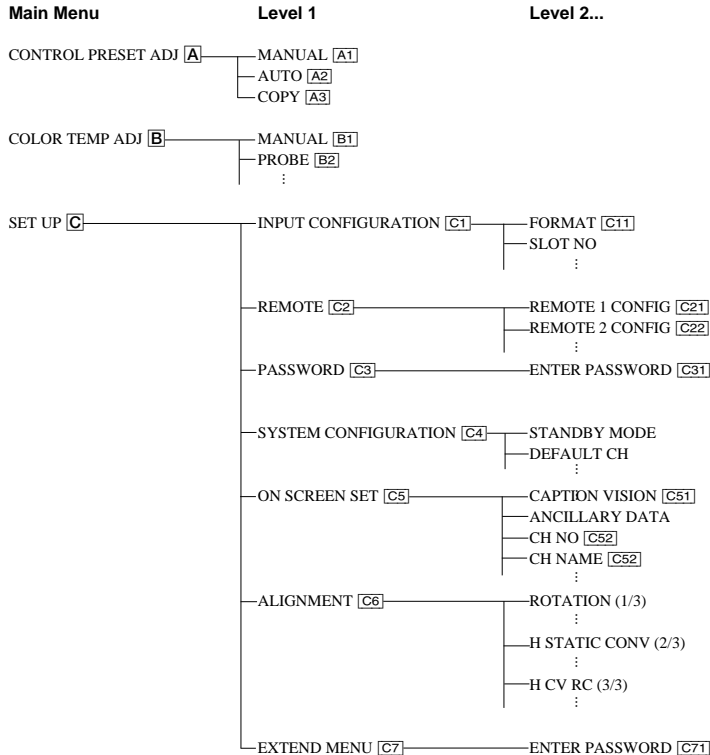 Main Menu Level 1 Level 2...
CONTROL PRESET ADJ A MANUAL A1
AUTO A2
COPY A3
COLOR TEMP ADJ B MANUAL B1
PROBE B2
⋮
SET UP C INPUT CONFIGURATION C1 FORMAT C11
SLOT NO
⋮
REMOTE C2 REMOTE 1 CONFIG C21
REMOTE 2 CONFIG C22
⋮
PASSWORD C3 ENTER PASSWORD C31
SYSTEM CONFIGURATION C4 STANDBY MODE
DEFAULT CH
⋮
ON SCREEN SET C5 CAPTION VISION C51
ANCILLARY DATA
CH NO C52
CH NAME C52
⋮
ALIGNMENT C6 ROTATION (1/3)
⋮
H STATIC CONV (2/3)
⋮
H CV RC (3/3)
⋮
EXTEND MENU C7 ENTER PASSWORD C71